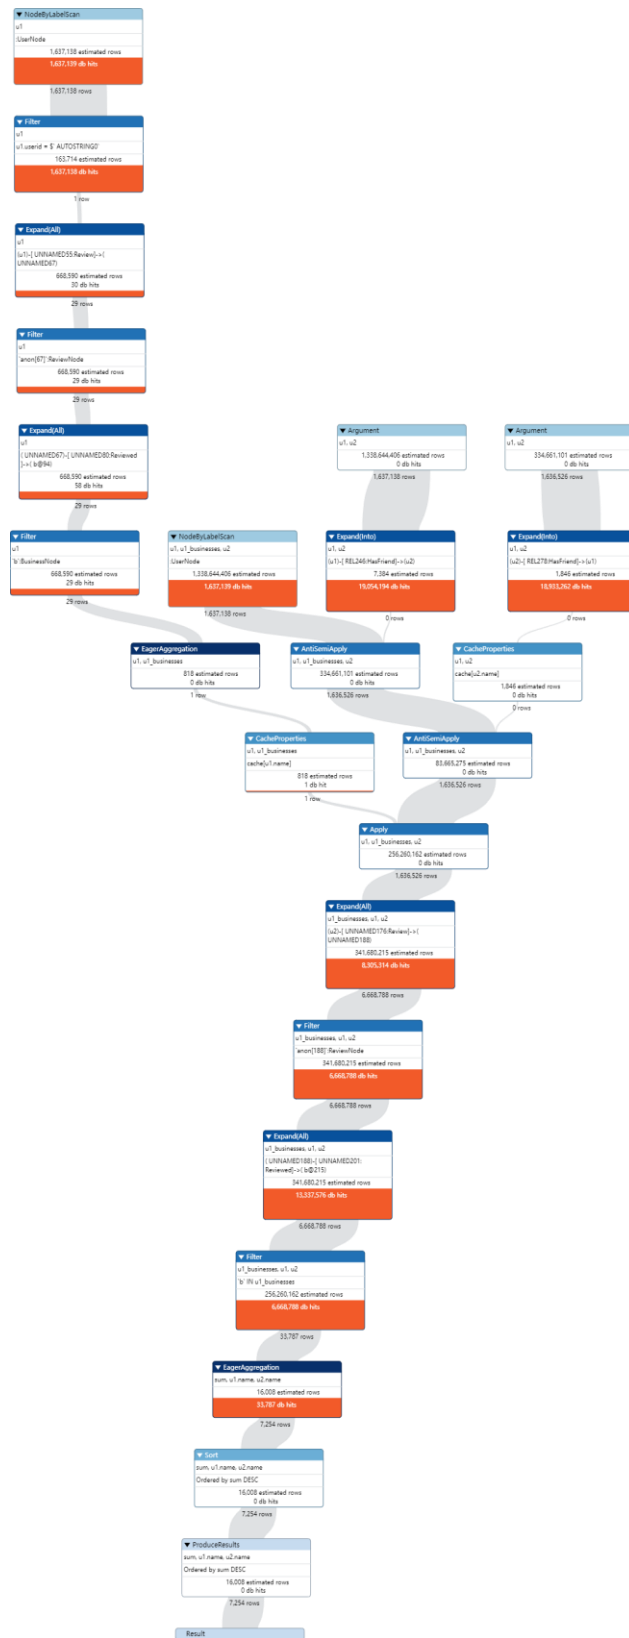 NodeByLabelScan
u1
:UserNode
1,637,138 estimated rows
1,637,139 db hits
1,637,138 rows
Filter
u1
u1.userid = $` AUTOSTRING0`
163,714 estimated rows
1,637,138 db hits
1 row
Expand(All)
u1
(u1)-[ UNNAMED55:Review]->(
UNNAMED67)
668,590 estimated rows
30 db hits
29 rows
Filter
u1
`anon[67]`:ReviewNode
668,590 estimated rows
29 db hits
29 rows
Expand(All)
u1
( UNNAMED67)-[ UNNAMED80:Reviewed
]->( b@94)
668,590 estimated rows
58 db hits
29 rows
Argument
u1, u2
1,338,644,406 estimated rows
0 db hits
1,637,138 rows
Argument
u1, u2
334,661,101 estimated rows
0 db hits
1,636,526 rows
Filter
u1
`b`:BusinessNode
668,590 estimated rows
29 db hits
29 rows
NodeByLabelScan
u1, u1_businesses, u2
:UserNode
1,338,644,406 estimated rows
1,637,139 db hits
1,637,138 rows
Expand(Into)
u1, u2
(u1)-[ REL246:HasFriend]->(u2)
7,384 estimated rows
19,054,194 db hits
0 rows
Expand(Into)
u1, u2
(u2)-[ REL278:HasFriend]->(u1)
1,846 estimated rows
18,933,262 db hits
0 rows
EagerAggregation
u1, u1_businesses
818 estimated rows
0 db hits
1 row
AntiSemiApply
u1, u1_businesses, u2
334,661,101 estimated rows
0 db hits
1,636,526 rows
CacheProperties
u1, u2
cache[u2.name]
1,846 estimated rows
0 db hits
0 rows
CacheProperties
u1, u1_businesses
cache[u1.name]
818 estimated rows
1 db hit
1 row
AntiSemiApply
u1, u1_businesses, u2
83,665,275 estimated rows
0 db hits
1,636,526 rows
Apply
u1, u1_businesses, u2
256,260,162 estimated rows
0 db hits
1,636,526 rows
Expand(All)
u1_businesses, u1, u2
(u2)-[ UNNAMED176:Review]->(
UNNAMED188)
341,680,215 estimated rows
8,305,314 db hits
6,668,788 rows
Filter
u1_businesses, u1, u2
`anon[188]`:ReviewNode
341,680,215 estimated rows
6,668,788 db hits
6,668,788 rows
Expand(All)
u1_businesses, u1, u2
( UNNAMED188)-[ UNNAMED201:
Reviewed]->( b@215)
341,680,215 estimated rows
13,337,576 db hits
6,668,788 rows
Filter
u1_businesses, u1, u2
`b` IN u1_businesses
256,260,162 estimated rows
6,668,788 db hits
33,787 rows
EagerAggregation
sum, u1.name, u2.name
16,008 estimated rows
33,787 db hits
7,254 rows
Sort
sum, u1.name, u2.name
Ordered by sum DESC
16,008 estimated rows
0 db hits
7,254 rows
ProduceResults
sum, u1.name, u2.name
Ordered by sum DESC
16,008 estimated rows
0 db hits
7,254 rows
Result